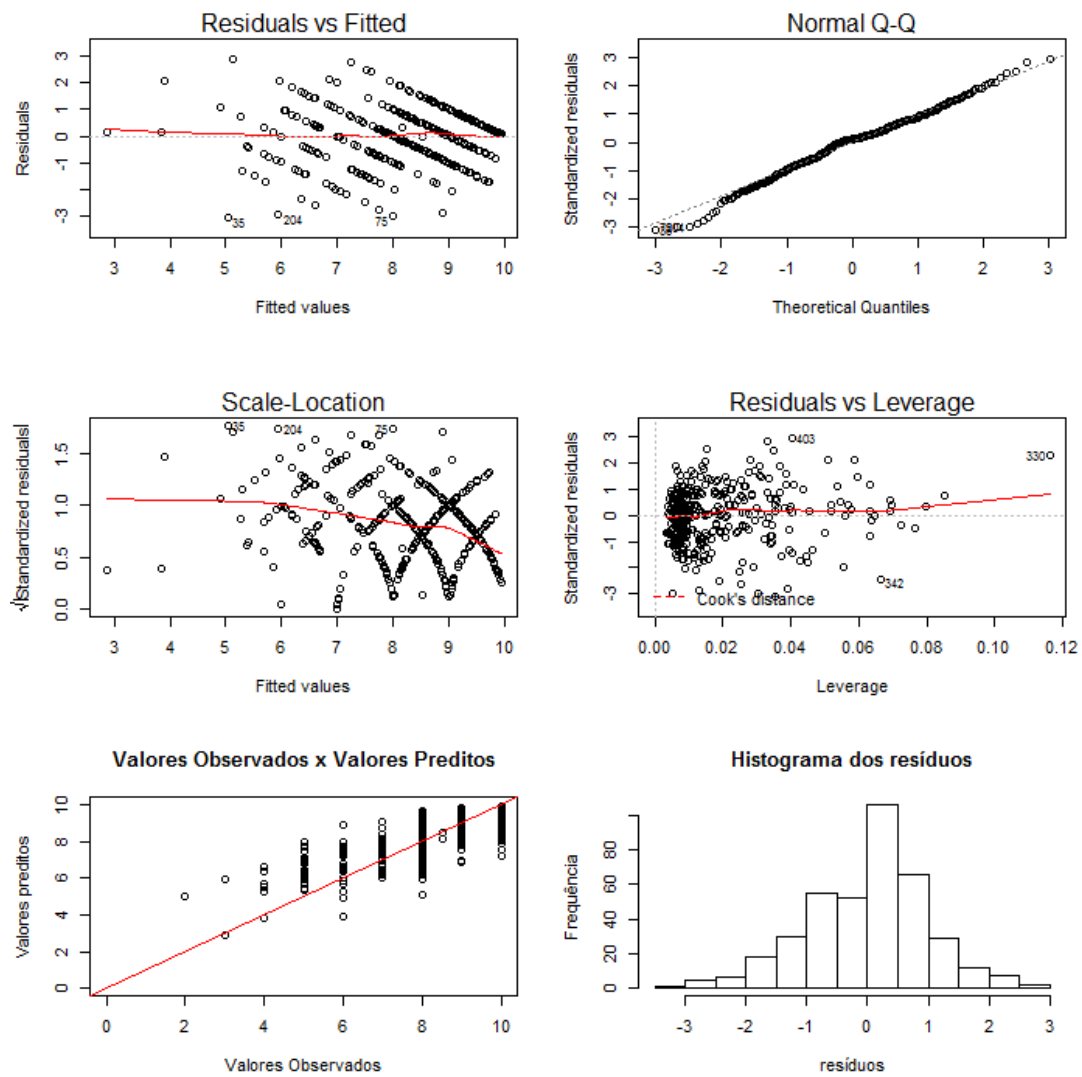 Residuals vs Fitted
Residuals
3
2
1
0
-1
-3
35
204
75
3 4 5 6 7 8 9 10
Fitted values
Normal Q-Q
Standardized residuals
3
2
1
0
-1
-2
-3
-3 -2 -1 0 1 2 3
Theoretical Quantiles
Scale-Location
√|Standardized residuals|
1.5
1.0
0.5
0.0
35
204
75
3 4 5 6 7 8 9 10
Fitted values
Residuals vs Leverage
Standardized residuals
3
2
1
0
-1
-3
403
330
342
Cook's distance
0.00 0.02 0.04 0.06 0.08 0.10 0.12
Leverage
Valores Observados x Valores Preditos
Valores preditos
10
8
6
4
2
0
0 2 4 6 8 10
Valores Observados
Histograma dos resíduos
Frequência
80
60
40
20
0
-3 -2 -1 0 1 2 3
resíduos